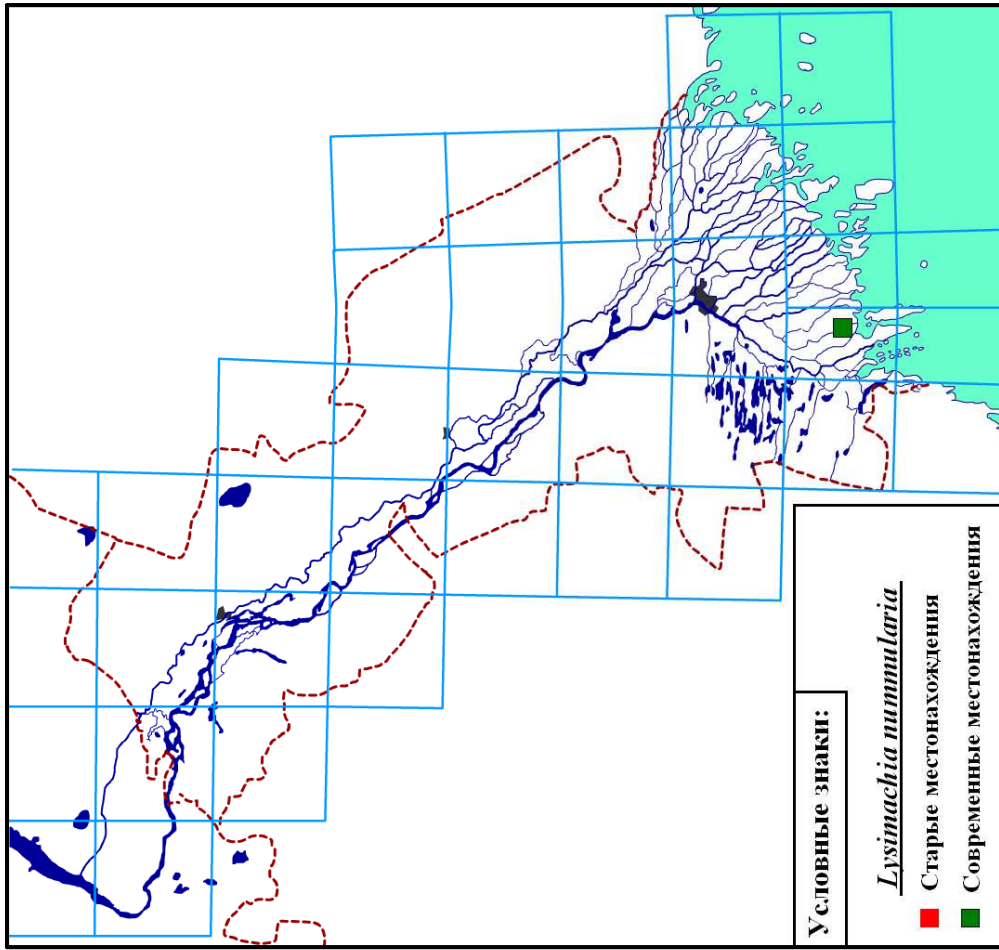 Условные знаки:
Lysimachia nummularia
Старые местонахождения
Современные местонахождения